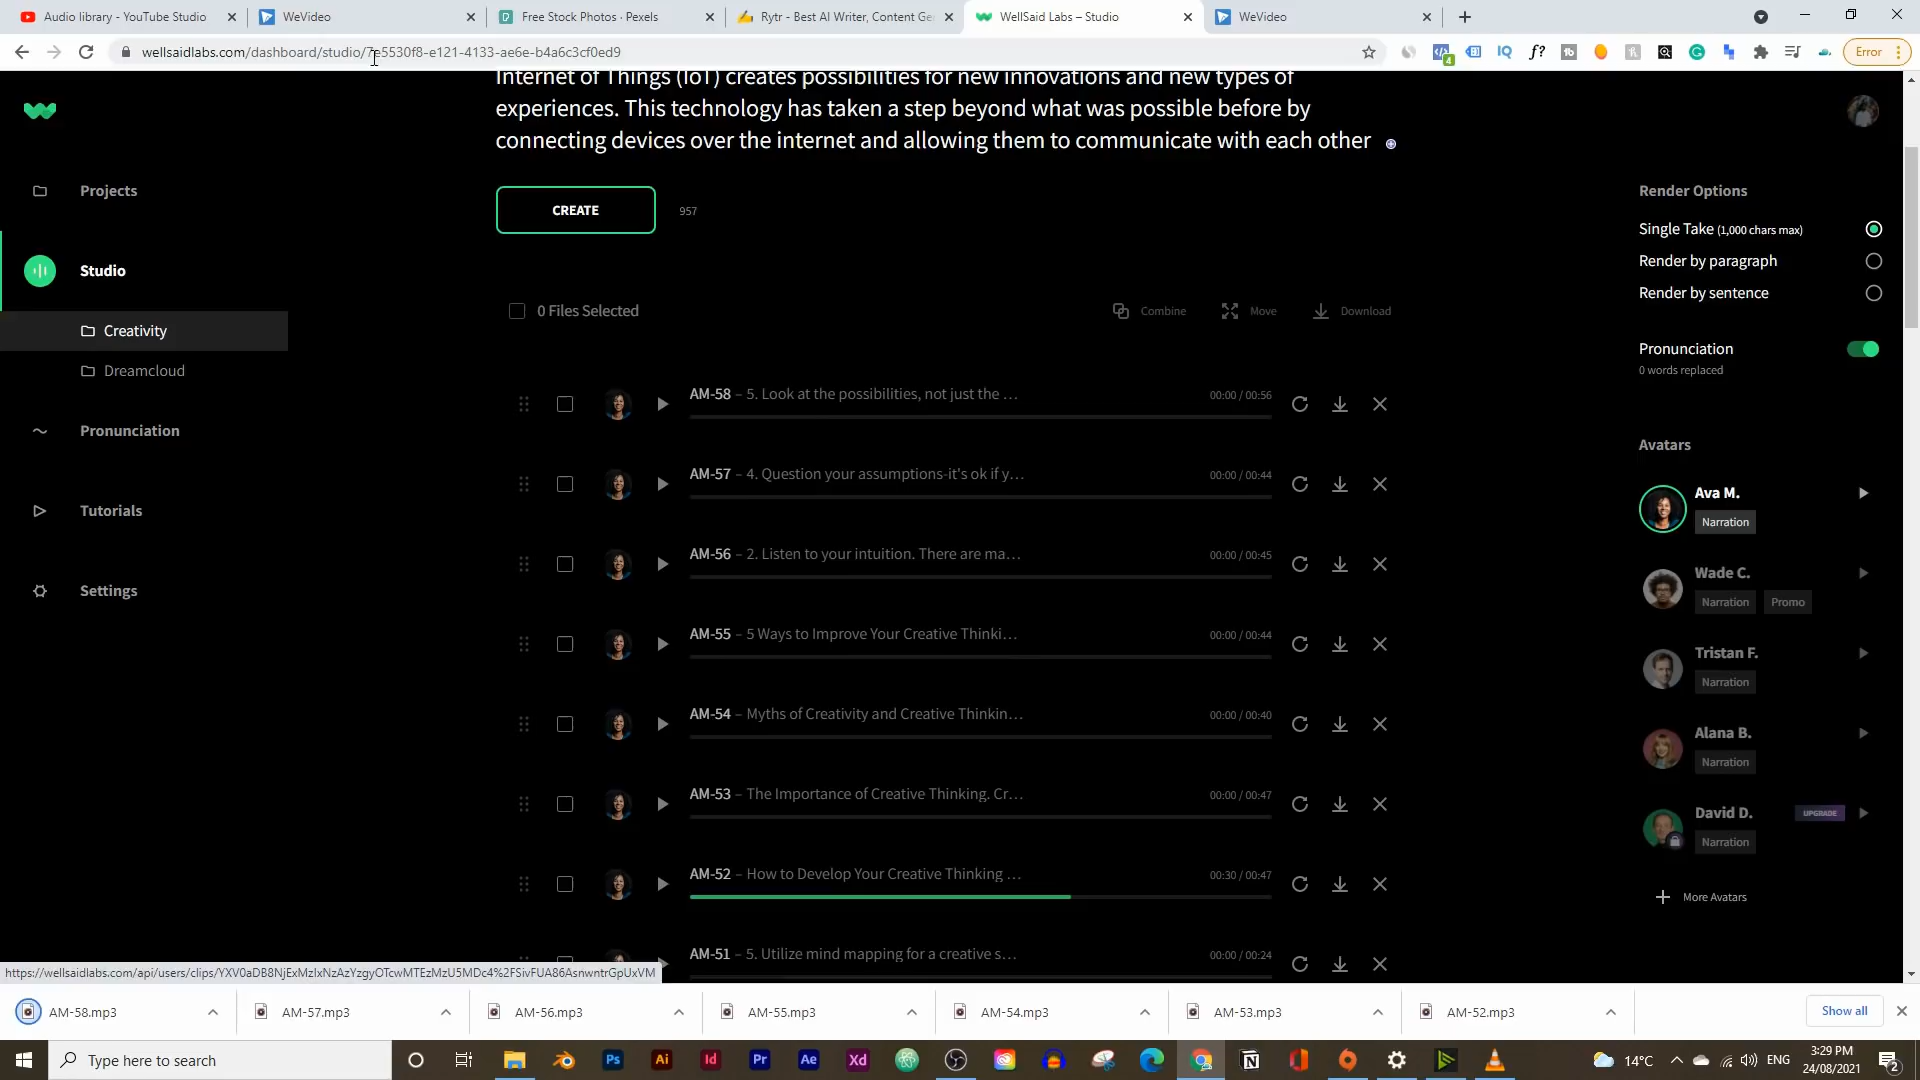 Audio library - YouTube Studio
WeVideo
Free Stock Photos · Pexels
Rytr - Best AI Writer, Content Ge
WellSaid Labs – Studio
WeVideo
wellsaidlabs.com/dashboard/studio/7e5530f8-e121-4133-ae6e-b4a6c3cf0ed9
4
IQ
f?
Error
Internet of Things (IoT) creates possibilities for new innovations and new types of
experiences. This technology has taken a step beyond what was possible before by
connecting devices over the internet and allowing them to communicate with each other
CREATE
957
Projects
Studio
Creativity
Dreamcloud
Pronunciation
Tutorials
Settings
0 Files Selected
Combine
Move
Download
AM-58 – 5. Look at the possibilities, not just the …
00:00 / 00:56
AM-57 – 4. Question your assumptions-it's ok if y…
00:00 / 00:44
AM-56 – 2. Listen to your intuition. There are ma…
00:00 / 00:45
AM-55 – 5 Ways to Improve Your Creative Thinki…
00:00 / 00:44
AM-54 – Myths of Creativity and Creative Thinkin…
00:00 / 00:40
AM-53 – The Importance of Creative Thinking. Cr…
00:00 / 00:47
AM-52 – How to Develop Your Creative Thinking …
00:30 / 00:47
AM-51 – 5. Utilize mind mapping for a creative s…
00:00 / 00:24
Render Options
Single Take (1,000 chars max)
Render by paragraph
Render by sentence
Pronunciation
0 words replaced
Avatars
Ava M.
Narration
Wade C.
Narration Promo
Tristan F.
Narration
Alana B.
Narration
David D.
UPGRADE
Narration
More Avatars
https://wellsaidlabs.com/api/users/clips/YXV0aDB8NjExMzIxNzAzYzgyOTcwMTEzMzU5MDc4%2FSivFUA86AsnwntrGpUxVM
AM-58.mp3
AM-57.mp3
AM-56.mp3
AM-55.mp3
AM-54.mp3
AM-53.mp3
AM-52.mp3
Show all
Type here to search
Ps
Ai
Id
Pr
Ae
Xd
14°C
ENG
3:29 PM
24/08/2021
2